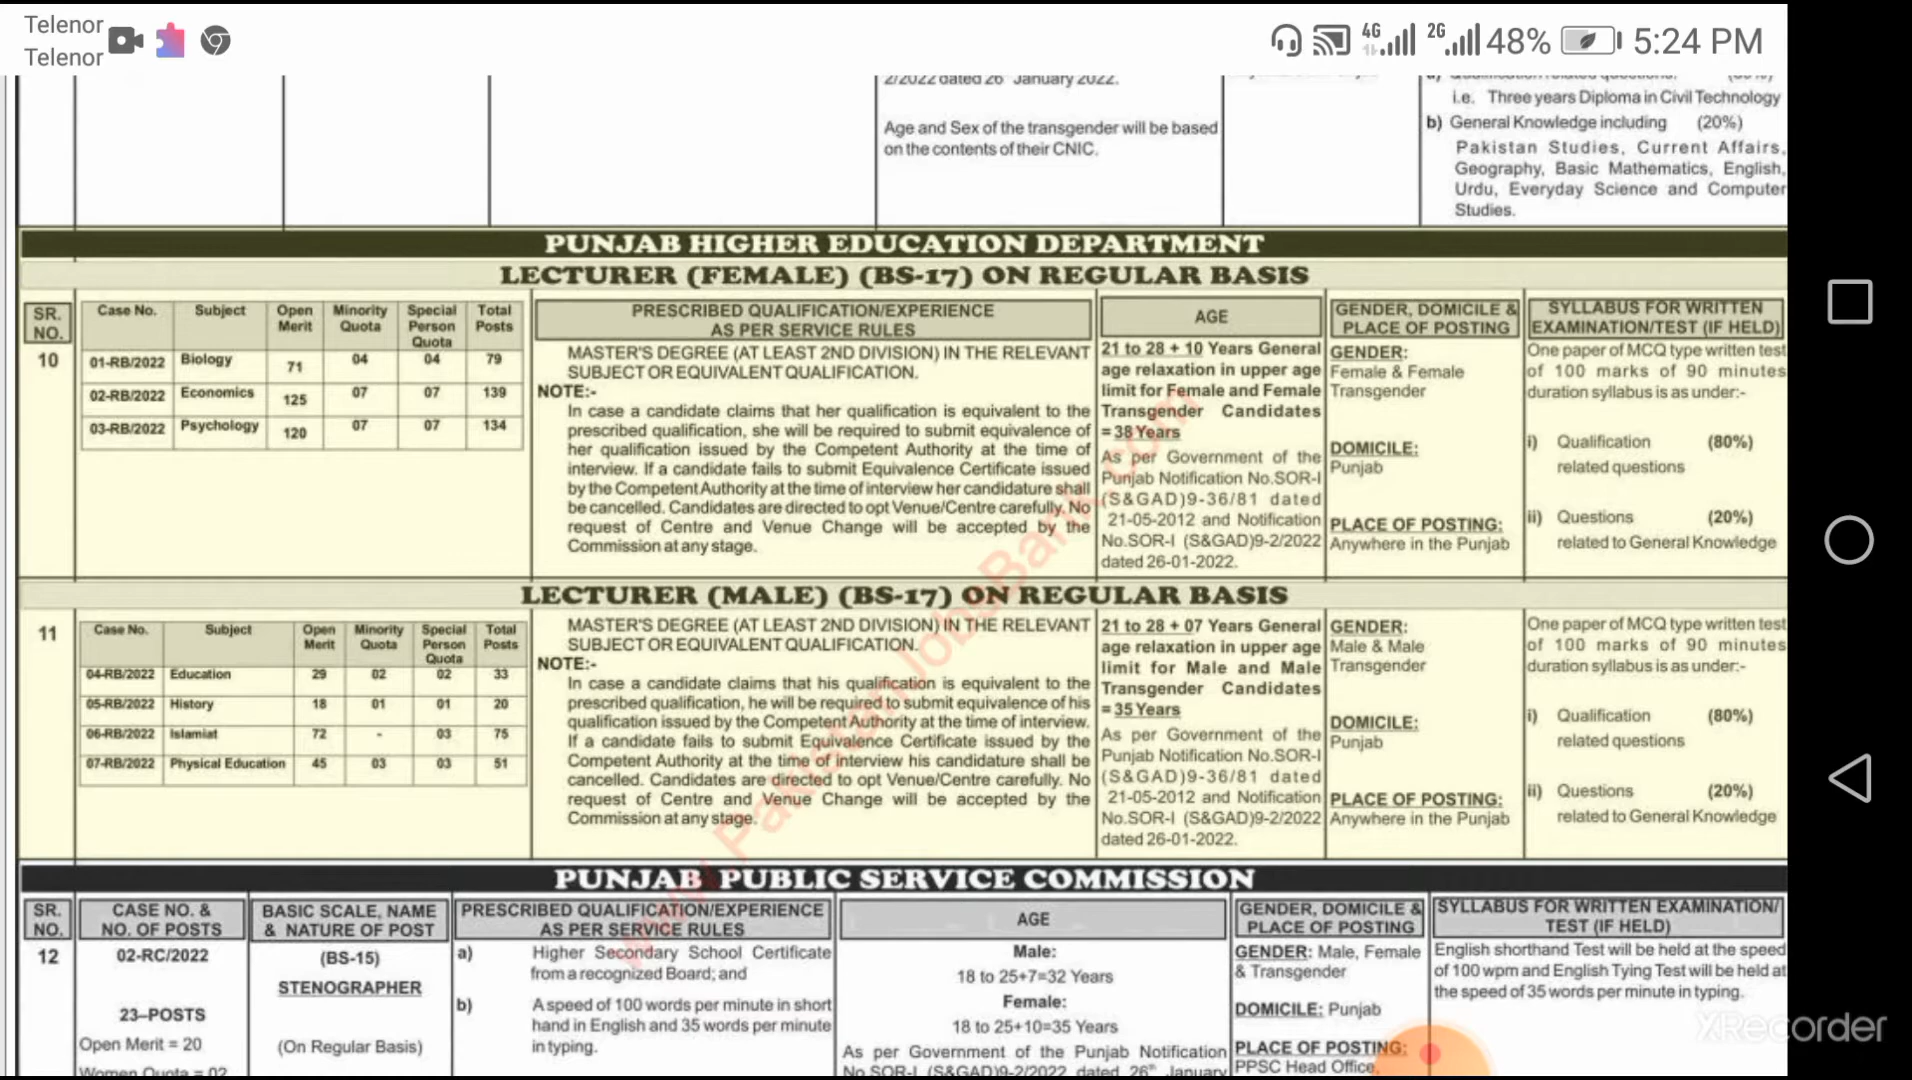 Telenor
Telenor
4G 2G 48% 5:24 PM
2/2022 dated 26 January 2022.
Age and Sex of the transgender will be based
on the contents of their CNIC.
i.e. Three years Diploma in Civil Technology
b) General Knowledge including (20%)
Pakistan Studies, Current Affairs,
Geography, Basic Mathematics, English,
Urdu, Everyday Science and Computer
Studies.
PUNJAB HIGHER EDUCATION DEPARTMENT
LECTURER (FEMALE) (BS-17) ON REGULAR BASIS
SR. NO.
10
Case No. Subject Open Merit Minority Quota Special Person Quota Total Posts
01-RB/2022 Biology 71 04 04 79
02-RB/2022 Economics 125 07 07 139
03-RB/2022 Psychology 120 07 07 134
PRESCRIBED QUALIFICATION/EXPERIENCE
AS PER SERVICE RULES
MASTER'S DEGREE (AT LEAST 2ND DIVISION) IN THE RELEVANT
SUBJECT OR EQUIVALENT QUALIFICATION.
NOTE:-
In case a candidate claims that her qualification is equivalent to the
prescribed qualification, she will be required to submit equivalence of
her qualification issued by the Competent Authority at the time of
interview. If a candidate fails to submit Equivalence Certificate issued
by the Competent Authority at the time of interview her candidature shall
be cancelled. Candidates are directed to opt Venue/Centre carefully. No
request of Centre and Venue Change will be accepted by the
Commission at any stage.
AGE
21 to 28 + 10 Years General
age relaxation in upper age
limit for Female and Female
Transgender Candidates
= 38 Years
As per Government of the
Punjab Notification No.SOR-I
(S&GAD)9-36/81 dated
21-05-2012 and Notification
No.SOR-I (S&GAD)9-2/2022
dated 26-01-2022.
GENDER, DOMICILE &
PLACE OF POSTING
GENDER:
Female & Female
Transgender
DOMICILE:
Punjab
PLACE OF POSTING:
Anywhere in the Punjab
SYLLABUS FOR WRITTEN
EXAMINATION/TEST (IF HELD)
One paper of MCQ type written test
of 100 marks of 90 minutes
duration syllabus is as under:-
i) Qualification (80%)
related questions
ii) Questions (20%)
related to General Knowledge
LECTURER (MALE) (BS-17) ON REGULAR BASIS
11
Case No. Subject Open Merit Minority Quota Special Person Quota Total Posts
04-RB/2022 Education 29 02 02 33
05-RB/2022 History 18 01 01 20
06-RB/2022 Islamiat 72 - 03 75
07-RB/2022 Physical Education 45 03 03 51
MASTER'S DEGREE (AT LEAST 2ND DIVISION) IN THE RELEVANT
SUBJECT OR EQUIVALENT QUALIFICATION.
NOTE:-
In case a candidate claims that his qualification is equivalent to the
prescribed qualification, he will be required to submit equivalence of his
qualification issued by the Competent Authority at the time of interview.
If a candidate fails to submit Equivalence Certificate issued by the
Competent Authority at the time of interview his candidature shall be
cancelled. Candidates are directed to opt Venue/Centre carefully. No
request of Centre and Venue Change will be accepted by the
Commission at any stage.
21 to 28 + 07 Years General
age relaxation in upper age
limit for Male and Male
Transgender Candidates
= 35 Years
As per Government of the
Punjab Notification No.SOR-I
(S&GAD)9-36/81 dated
21-05-2012 and Notification
No.SOR-I (S&GAD)9-2/2022
dated 26-01-2022.
GENDER:
Male & Male
Transgender
DOMICILE:
Punjab
PLACE OF POSTING:
Anywhere in the Punjab
One paper of MCQ type written test
of 100 marks of 90 minutes
duration syllabus is as under:-
i) Qualification (80%)
related questions
ii) Questions (20%)
related to General Knowledge
www.PakistanJobsBank.com
PUNJAB PUBLIC SERVICE COMMISSION
SR. NO.
12
CASE NO. &
NO. OF POSTS
02-RC/2022
23–POSTS
Open Merit = 20
Women Quota = 02
BASIC SCALE, NAME
& NATURE OF POST
(BS-15)
STENOGRAPHER
(On Regular Basis)
PRESCRIBED QUALIFICATION/EXPERIENCE
AS PER SERVICE RULES
a) Higher Secondary School Certificate
from a recognized Board; and
b) A speed of 100 words per minute in short
hand in English and 35 words per minute
in typing.
AGE
Male:
18 to 25+7=32 Years
Female:
18 to 25+10=35 Years
As per Government of the Punjab Notification
No.SOR-I (S&GAD)9-2/2022 dated 26th January
GENDER, DOMICILE &
PLACE OF POSTING
GENDER: Male, Female
& Transgender
DOMICILE: Punjab
PLACE OF POSTING:
PPSC Head Office,
SYLLABUS FOR WRITTEN EXAMINATION/
TEST (IF HELD)
English shorthand Test will be held at the speed
of 100 wpm and English Tying Test will be held at
the speed of 35 words per minute in typing.
XRecorder